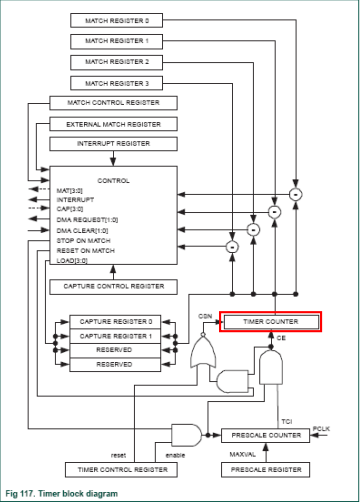 MATCH REGISTER 0
MATCH REGISTER 1
MATCH REGISTER 2
MATCH REGISTER 3
MATCH CONTROL REGISTER
EXTERNAL MATCH REGISTER
INTERRUPT REGISTER
CONTROL
MAT[3:0]
INTERRUPT
CAP[3:0]
DMA REQUEST[1:0]
DMA CLEAR[1:0]
STOP ON MATCH
RESET ON MATCH
LOAD[3:0]
=
=
=
=
CAPTURE CONTROL REGISTER
CAPTURE REGISTER 0
CAPTURE REGISTER 1
RESERVED
RESERVED
CSN
TIMER COUNTER
CE
TCI
PCLK
PRESCALE COUNTER
reset
enable
MAXVAL
TIMER CONTROL REGISTER
PRESCALE REGISTER
Fig 117. Timer block diagram